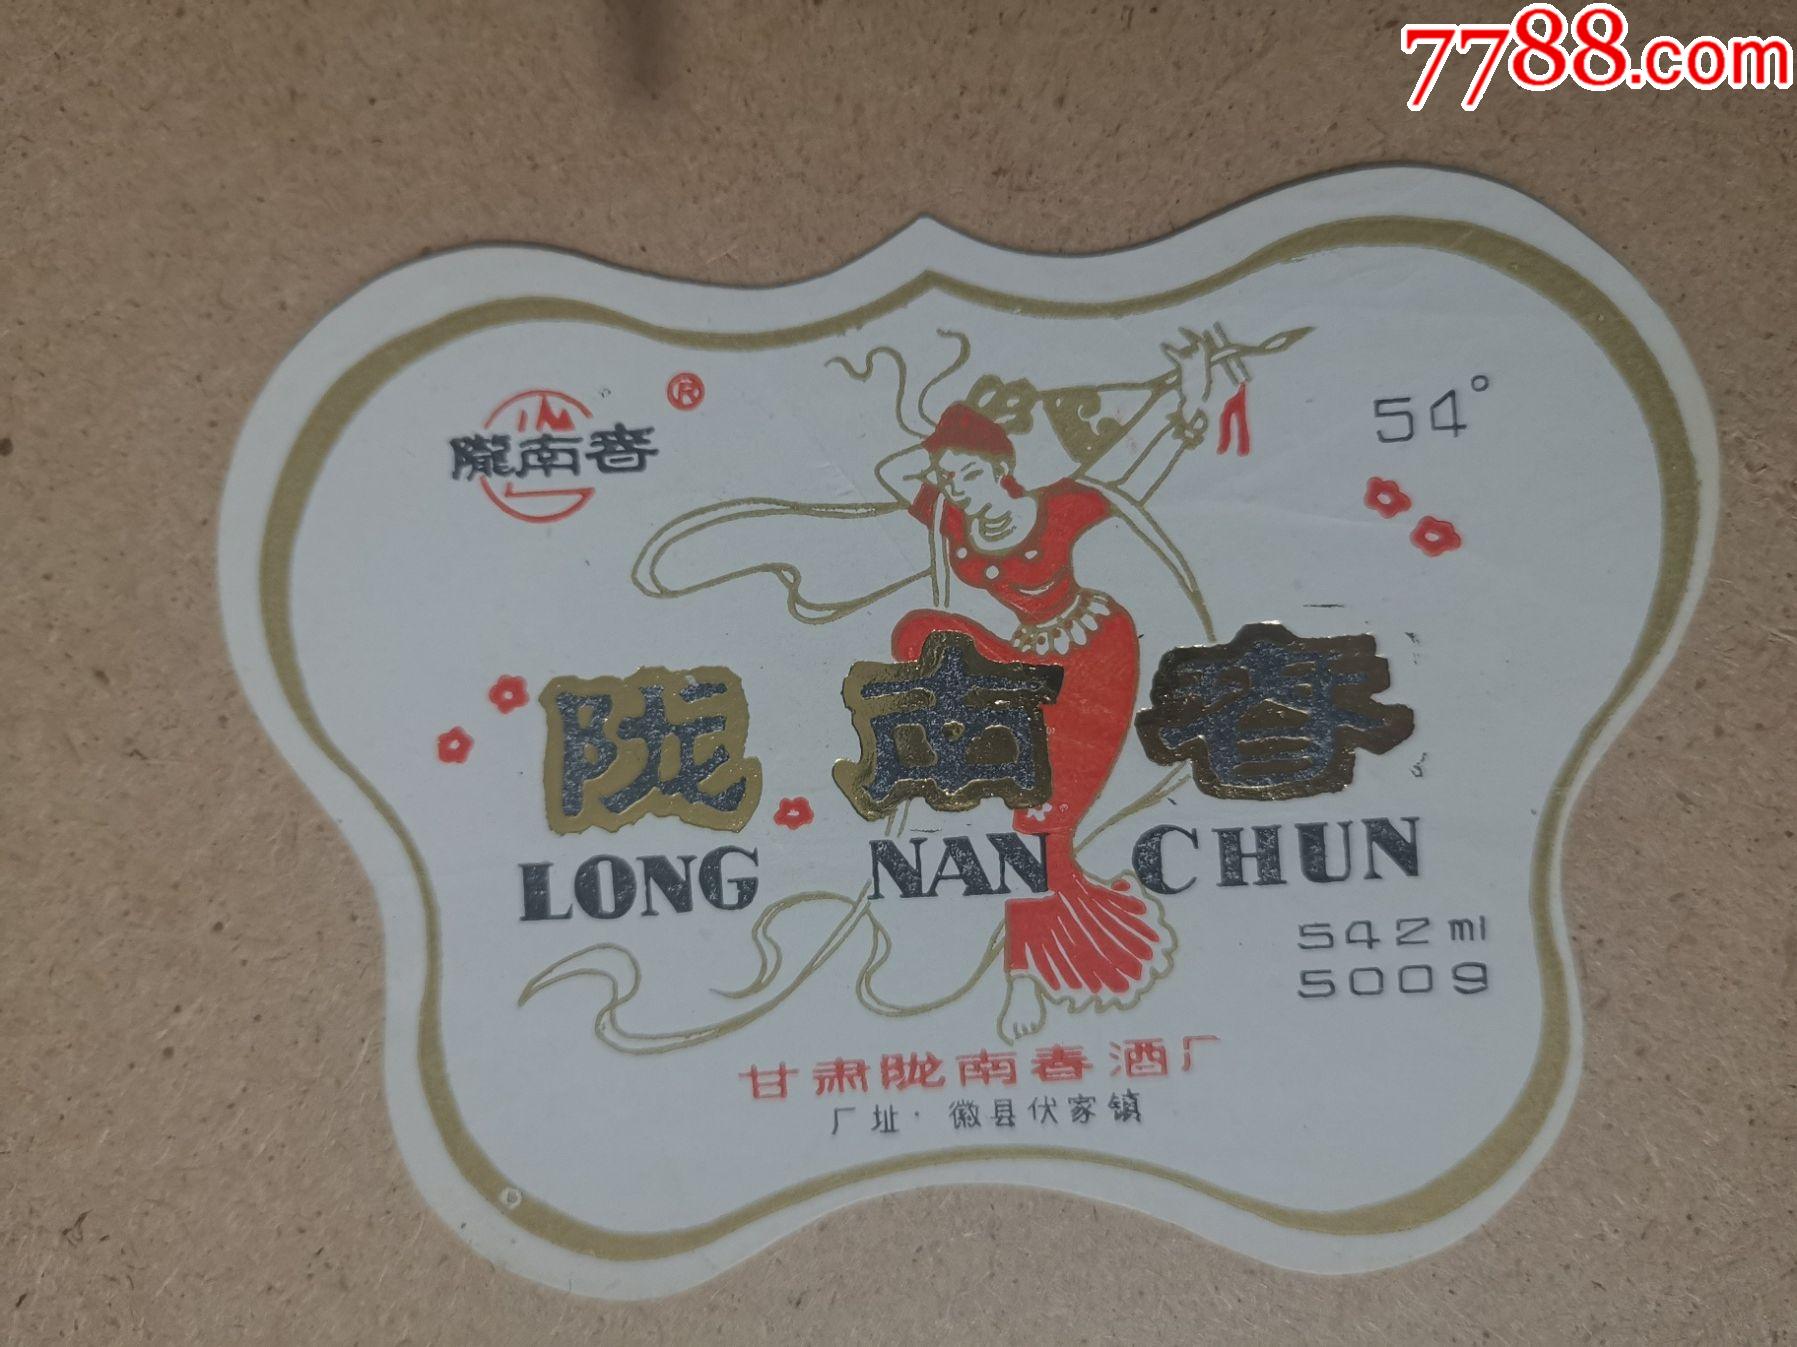 7788.com
隴南春 ®
54°
陇南春
LONG NAN CHUN
542ml
500g
甘肃陇南春酒厂
厂址·徽县伏家镇